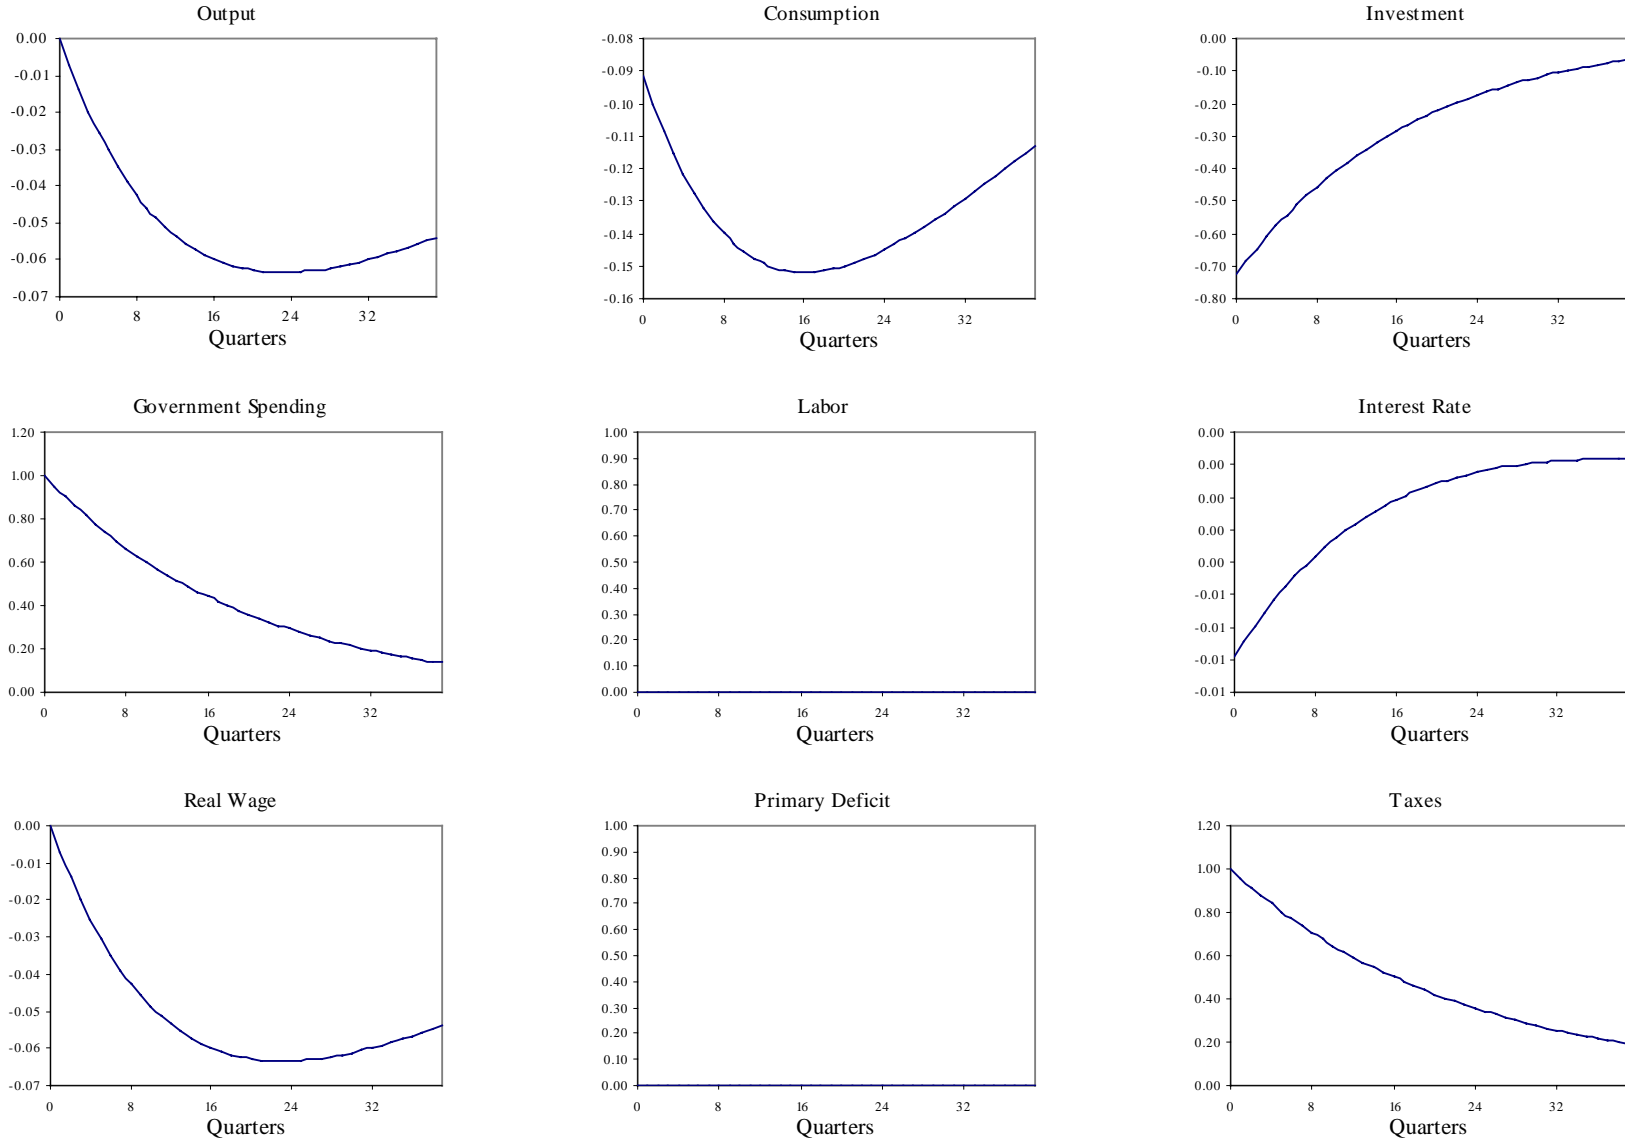 Output
0.00
-0.01
-0.02
-0.03
-0.04
-0.05
-0.06
-0.07
0 8 16 24 32
Quarters
Consumption
-0.08
-0.09
-0.10
-0.11
-0.12
-0.13
-0.14
-0.15
-0.16
0 8 16 24 32
Quarters
Investment
0.00
-0.10
-0.20
-0.30
-0.40
-0.50
-0.60
-0.70
-0.80
0 8 16 24 32
Quarters
Government Spending
1.20
1.00
0.80
0.60
0.40
0.20
0.00
0 8 16 24 32
Quarters
Labor
1.00
0.90
0.80
0.70
0.60
0.50
0.40
0.30
0.20
0.10
0.00
0 8 16 24 32
Quarters
Interest Rate
0.00
0.00
0.00
0.00
0.00
-0.01
-0.01
-0.01
-0.01
0 8 16 24 32
Quarters
Real Wage
0.00
-0.01
-0.02
-0.03
-0.04
-0.05
-0.06
-0.07
0 8 16 24 32
Quarters
Primary Deficit
1.00
0.90
0.80
0.70
0.60
0.50
0.40
0.30
0.20
0.10
0.00
0 8 16 24 32
Quarters
Taxes
1.20
1.00
0.80
0.60
0.40
0.20
0.00
0 8 16 24 32
Quarters